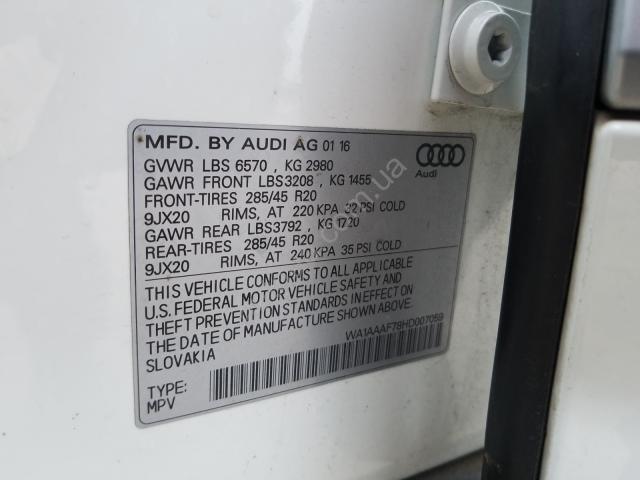 MFD. BY AUDI AG 01 16
GVWR LBS 6570 , KG 2980
GAWR FRONT LBS3208 , KG 1455
FRONT-TIRES 285/45 R20
9JX20 RIMS, AT 220 KPA 32 PSI COLD
GAWR REAR LBS3792 , KG 1720
REAR-TIRES 285/45 R20
9JX20 RIMS, AT 240 KPA 35 PSI COLD
Audi
THIS VEHICLE CONFORMS TO ALL APPLICABLE
U.S. FEDERAL MOTOR VEHICLE SAFETY AND
THEFT PREVENTION STANDARDS IN EFFECT ON
THE DATE OF MANUFACTURE SHOWN ABOVE.
SLOVAKIA
WA1AAAF78HD007059
TYPE:
MPV